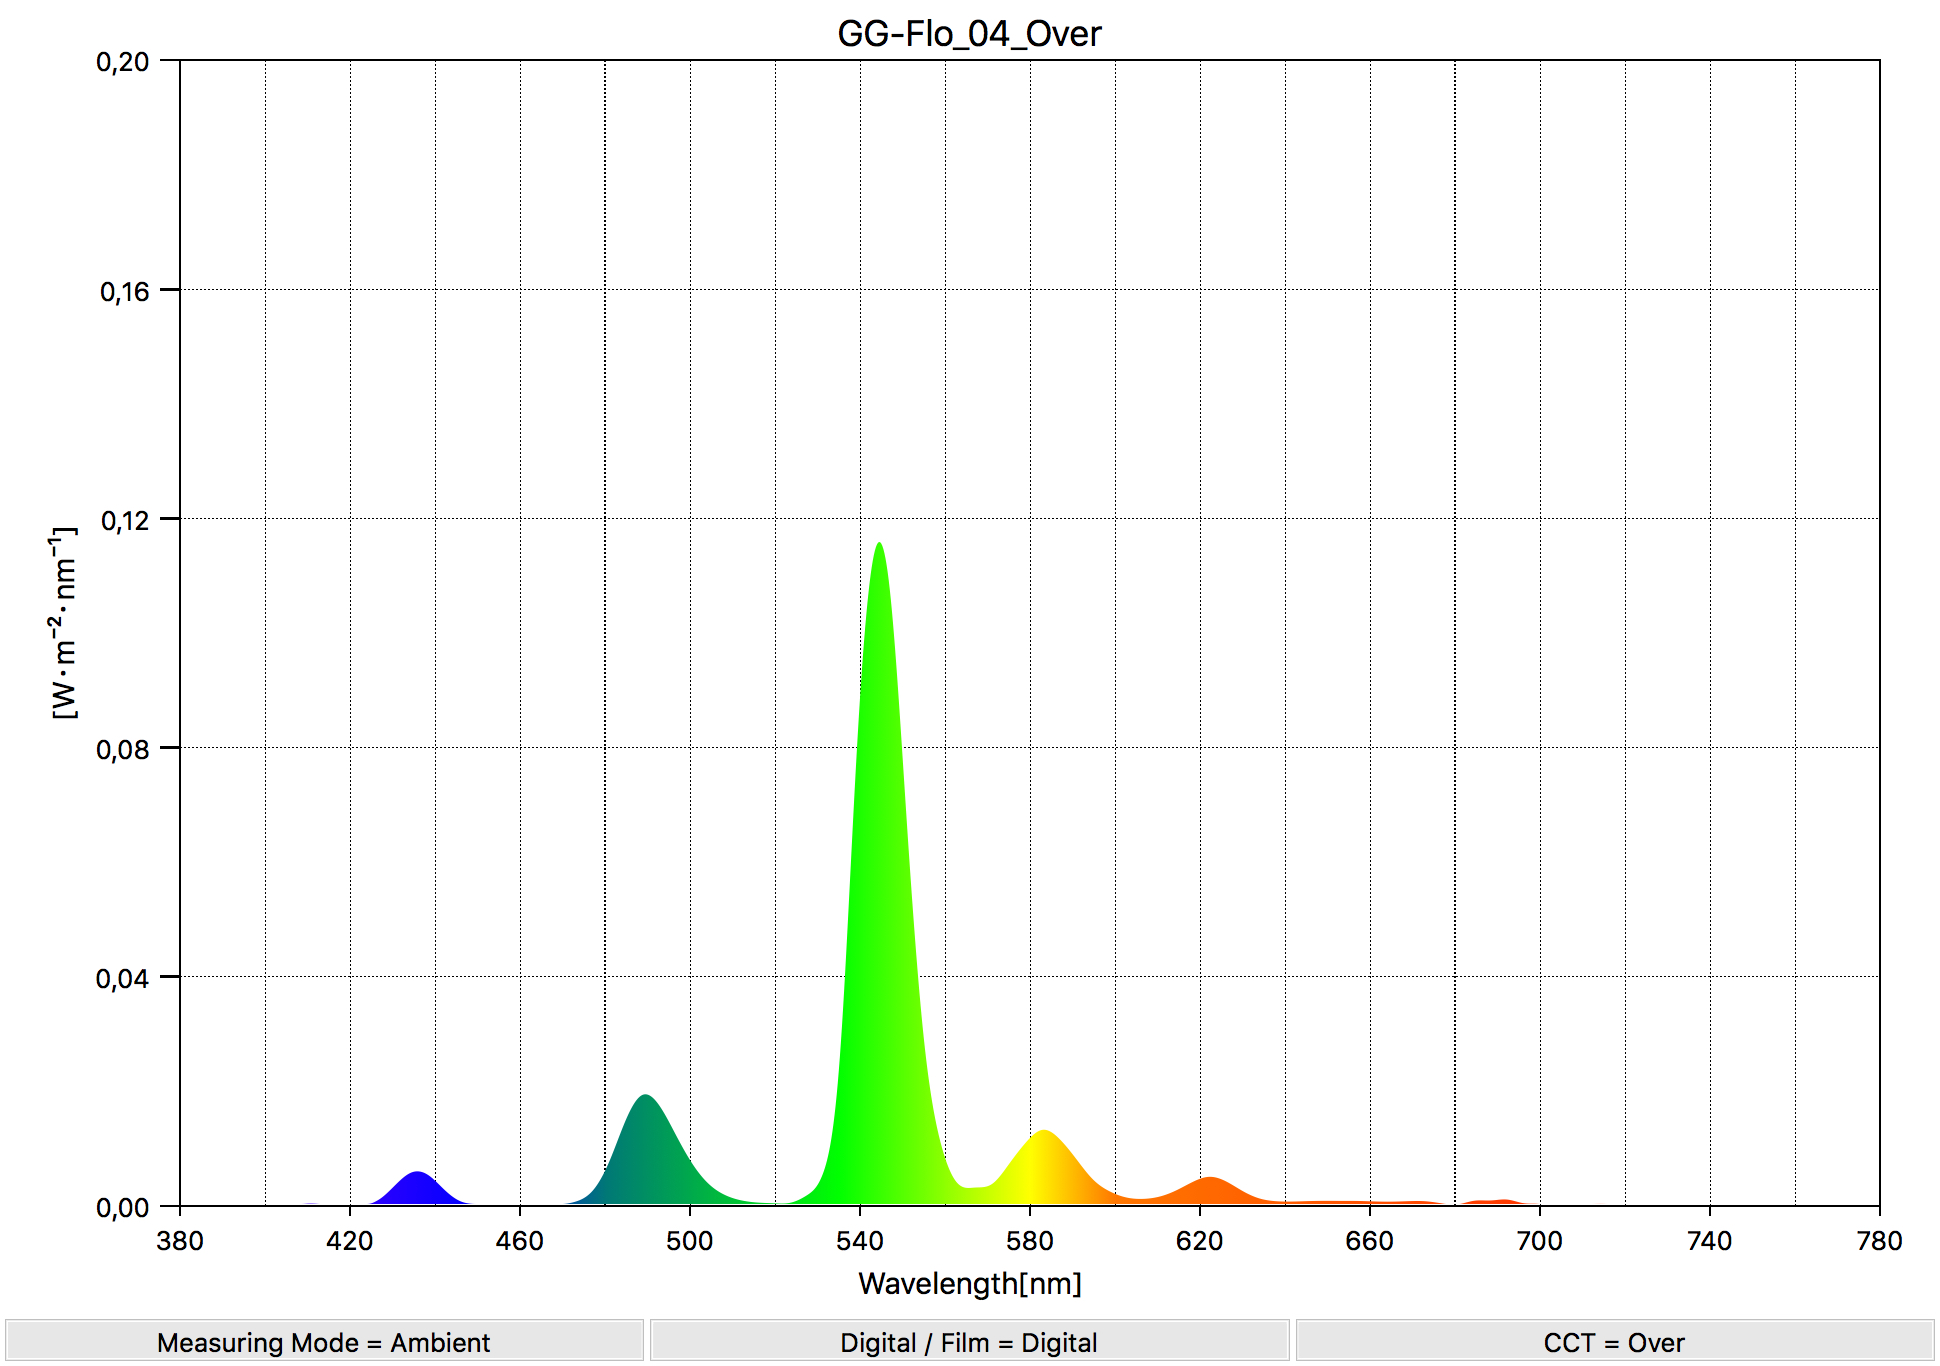 GG-Flo_04_Over
0,20
0,16
0,12
0,08
0,04
0,00
[W·m⁻²·nm⁻¹]
380 420 460 500 540 580 620 660 700 740 780
Wavelength[nm]
Measuring Mode = Ambient
Digital / Film = Digital
CCT = Over